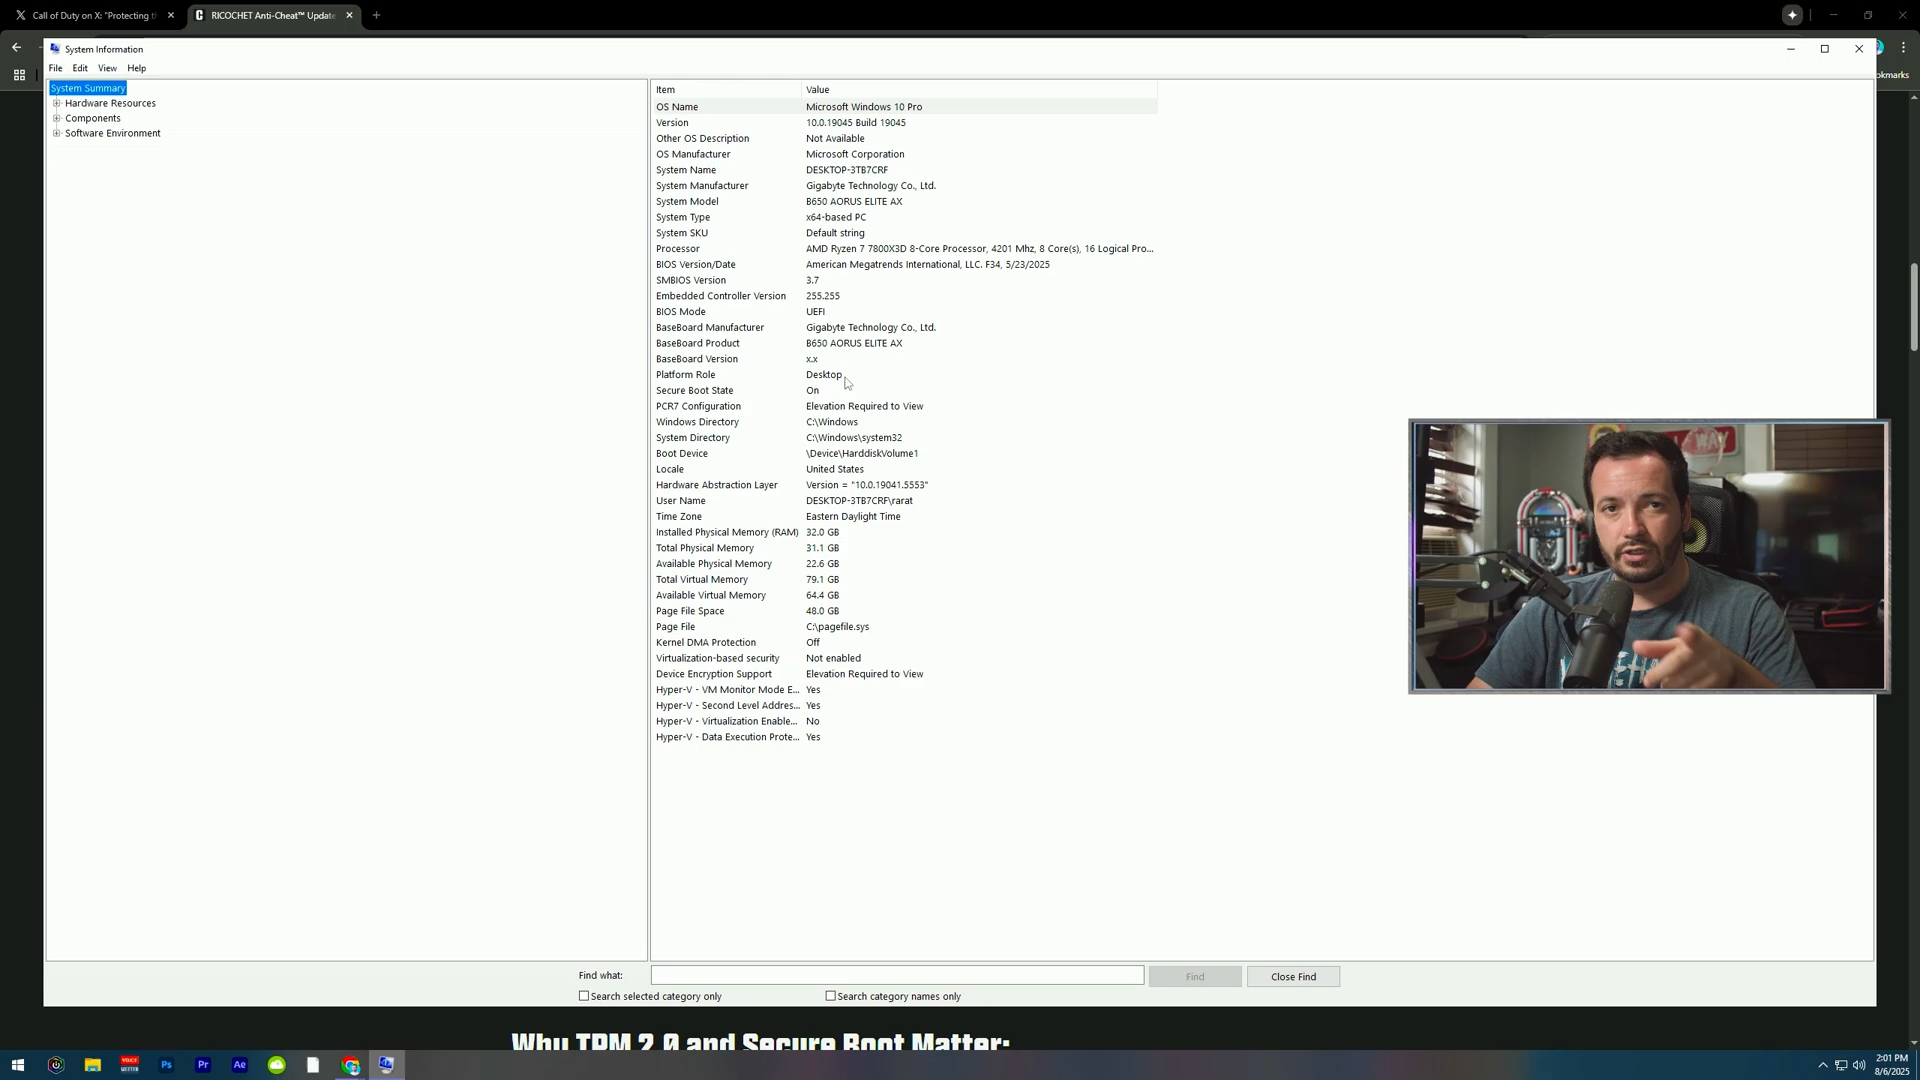 Call of Duty on X: "Protecting th
RICOCHET Anti-Cheat™ Update
System Information
File Edit View Help
okmarks
System Summary
Hardware Resources
Components
Software Environment
Item Value
OS Name Microsoft Windows 10 Pro
Version 10.0.19045 Build 19045
Other OS Description Not Available
OS Manufacturer Microsoft Corporation
System Name DESKTOP-3TB7CRF
System Manufacturer Gigabyte Technology Co., Ltd.
System Model B650 AORUS ELITE AX
System Type x64-based PC
System SKU Default string
Processor AMD Ryzen 7 7800X3D 8-Core Processor, 4201 Mhz, 8 Core(s), 16 Logical Pro...
BIOS Version/Date American Megatrends International, LLC. F34, 5/23/2025
SMBIOS Version 3.7
Embedded Controller Version 255.255
BIOS Mode UEFI
BaseBoard Manufacturer Gigabyte Technology Co., Ltd.
BaseBoard Product B650 AORUS ELITE AX
BaseBoard Version x.x
Platform Role Desktop
Secure Boot State On
PCR7 Configuration Elevation Required to View
Windows Directory C:\Windows
System Directory C:\Windows\system32
Boot Device \Device\HarddiskVolume1
Locale United States
Hardware Abstraction Layer Version = "10.0.19041.5553"
User Name DESKTOP-3TB7CRF\rarat
Time Zone Eastern Daylight Time
Installed Physical Memory (RAM) 32.0 GB
Total Physical Memory 31.1 GB
Available Physical Memory 22.6 GB
Total Virtual Memory 79.1 GB
Available Virtual Memory 64.4 GB
Page File Space 48.0 GB
Page File C:\pagefile.sys
Kernel DMA Protection Off
Virtualization-based security Not enabled
Device Encryption Support Elevation Required to View
Hyper-V - VM Monitor Mode E... Yes
Hyper-V - Second Level Addres... Yes
Hyper-V - Virtualization Enable... No
Hyper-V - Data Execution Prote... Yes
WAY
Find what: Find Close Find
Search selected category only Search category names only
Why TPM 2.0 and Secure Boot Matter:
Ps Pr Ae
2:01 PM
8/6/2025